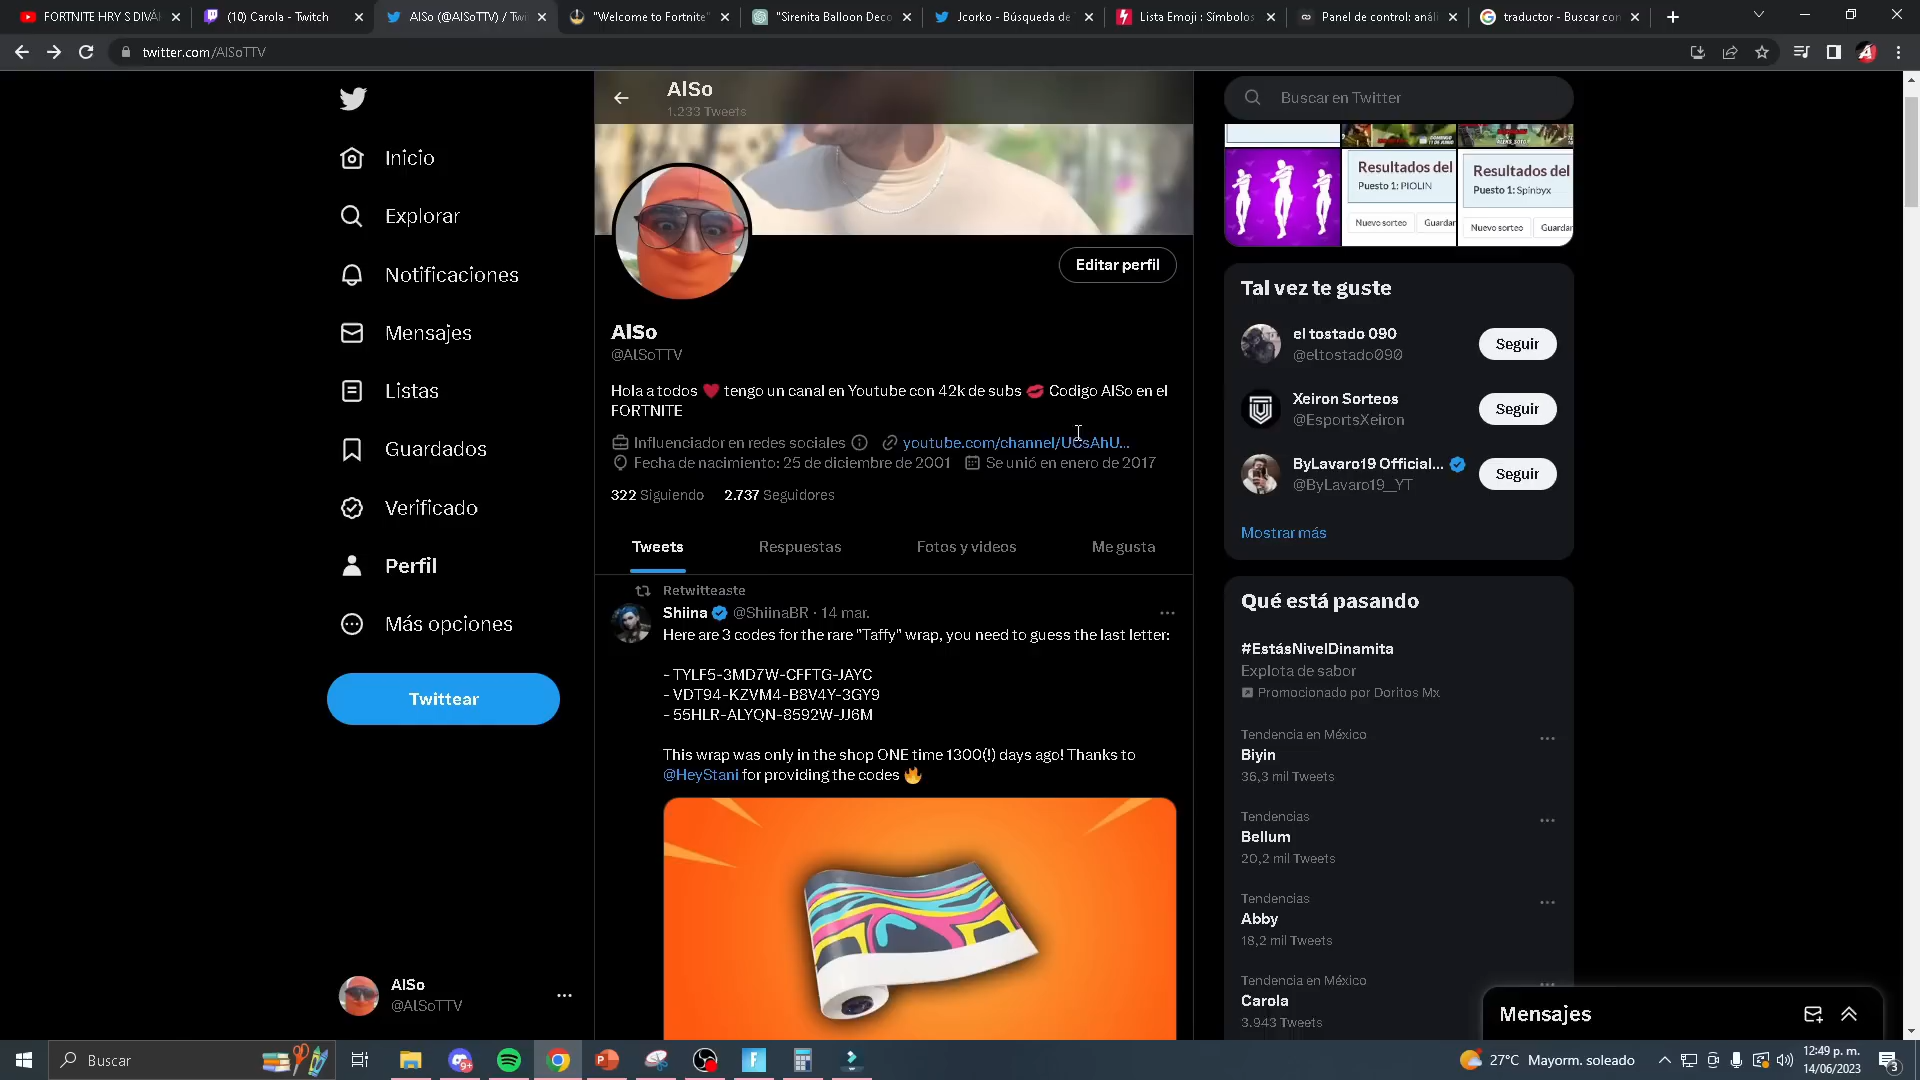 FORTNITE HRY S DIVÁ
(10) Carola - Twitch
AlSo (@AlSoTTV) / Twi
"Welcome to Fortnite"
"Sirenita Balloon Deco
Jcorko - Búsqueda de
Lista Emoji : Símbolos
Panel de control: análi
traductor - Buscar con
twitter.com/AlSoTTV
Inicio
Explorar
Notificaciones
Mensajes
Listas
Guardados
Verificado
Perfil
Más opciones
Twittear
AlSo
@AlSoTTV
AlSo
1.233 Tweets
Editar perfil
AlSo
@AlSoTTV
Hola a todos ❤️ tengo un canal en Youtube con 42k de subs 💋 Codigo AlSo en el
FORTNITE
Influenciador en redes sociales youtube.com/channel/UCsAhU...
Fecha de nacimiento: 25 de diciembre de 2001 Se unió en enero de 2017
322 Siguiendo 2.737 Seguidores
Tweets Respuestas Fotos y videos Me gusta
Retwitteaste
Shiina @ShiinaBR · 14 mar.
Here are 3 codes for the rare "Taffy" wrap, you need to guess the last letter:
- TYLF5-3MD7W-CFFTG-JAYC
- VDT94-KZVM4-B8V4Y-3GY9
- 55HLR-ALYQN-8592W-JJ6M
This wrap was only in the shop ONE time 1300(!) days ago! Thanks to
@HeyStani for providing the codes 🔥
Buscar en Twitter
Resultados del
Puesto 1: PIOLIN
Nuevo sorteo Guardar
Resultados del
Puesto 1: Spinbyx
Nuevo sorteo Guarda
Tal vez te guste
el tostado 090
@eltostado090
Seguir
Xeiron Sorteos
@EsportsXeiron
Seguir
ByLavaro19 Official...
@ByLavaro19_YT
Seguir
Mostrar más
Qué está pasando
#EstásNivelDinamita
Explota de sabor
Promocionado por Doritos Mx
Tendencia en México
Biyin
36,3 mil Tweets
Tendencias
Bellum
20,2 mil Tweets
Tendencias
Abby
18,2 mil Tweets
Tendencia en México
Carola
3.943 Tweets
Mensajes
Buscar
9+
27°C Mayorm. soleado
12:49 p. m.
14/06/2023
3